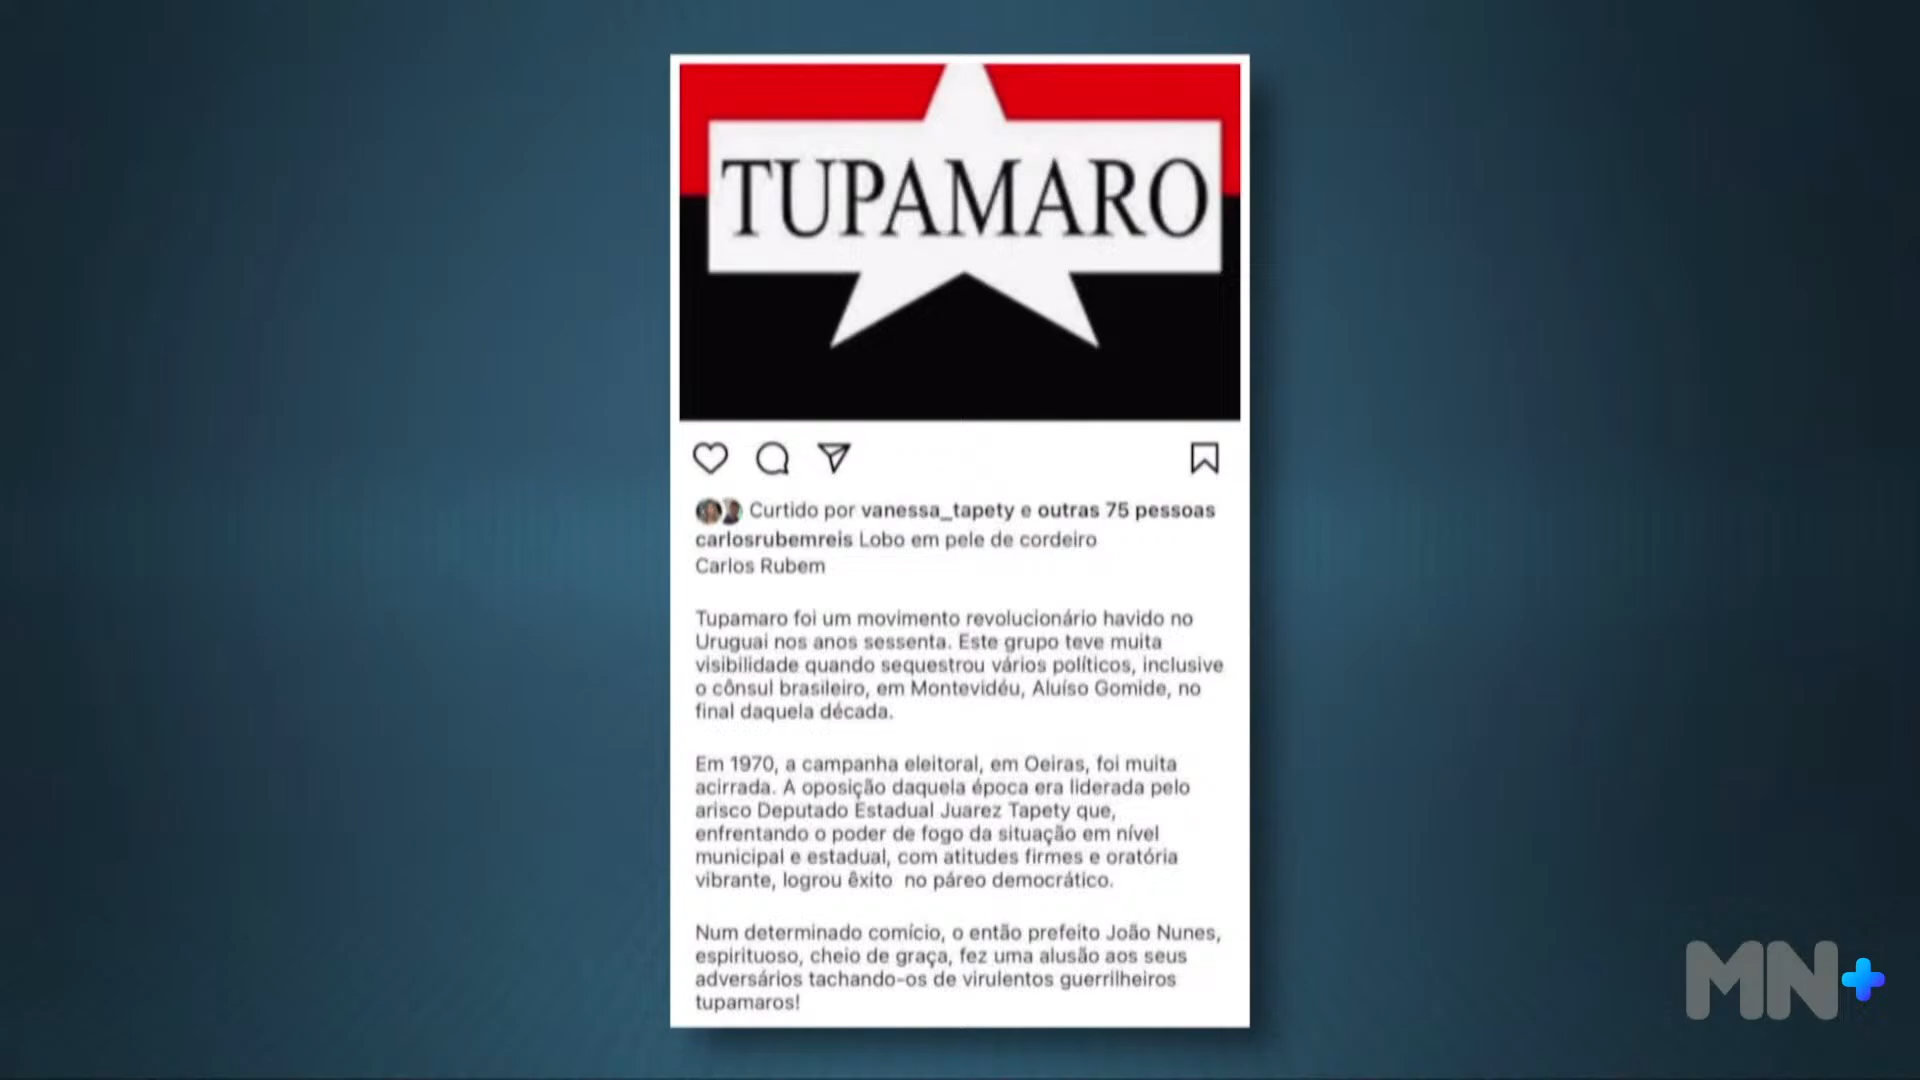 TUPAMARO
Curtido por vanessa_tapety e outras 75 pessoas
carlosrubemreis Lobo em pele de cordeiro
Carlos Rubem
Tupamaro foi um movimento revolucionário havido no
Uruguai nos anos sessenta. Este grupo teve muita
visibilidade quando sequestrou vários políticos, inclusive
o cônsul brasileiro, em Montevidéu, Aluíso Gomide, no
final daquela década.
Em 1970, a campanha eleitoral, em Oeiras, foi muita
acirrada. A oposição daquela época era liderada pelo
arisco Deputado Estadual Juarez Tapety que,
enfrentando o poder de fogo da situação em nível
municipal e estadual, com atitudes firmes e oratória
vibrante, logrou êxito  no páreo democrático.
Num determinado comício, o então prefeito João Nunes,
espirituoso, cheio de graça, fez uma alusão aos seus
adversários tachando-os de virulentos guerrilheiros
tupamaros!
MN+